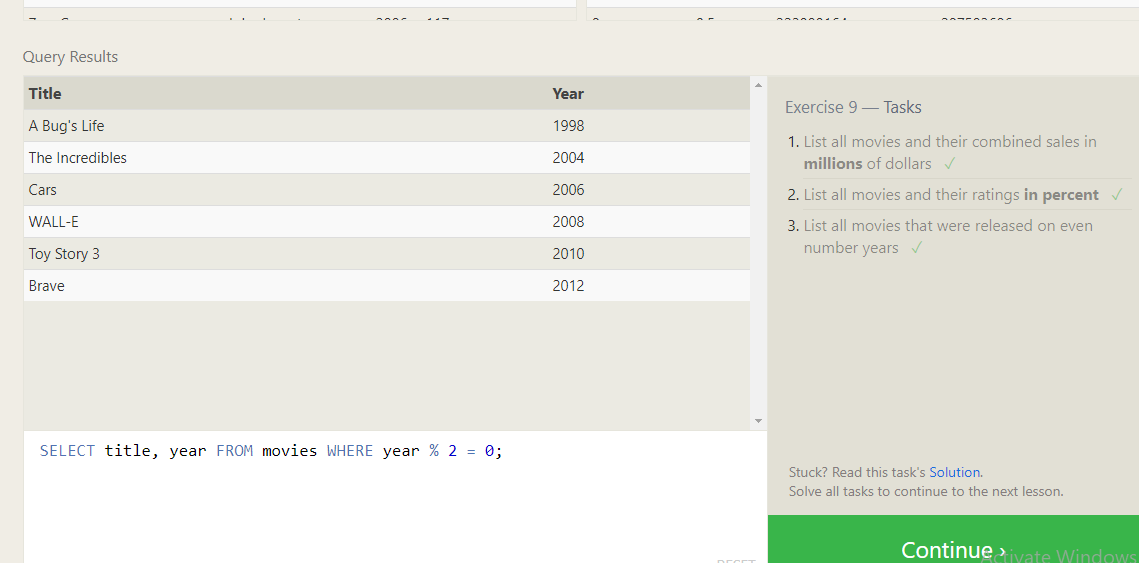 Query Results
Title Year
A Bug's Life 1998
The Incredibles 2004
Cars 2006
WALL-E 2008
Toy Story 3 2010
Brave 2012
SELECT title, year FROM movies WHERE year % 2 = 0;
Exercise 9 — Tasks
1. List all movies and their combined sales in
millions of dollars ✓
2. List all movies and their ratings in percent ✓
3. List all movies that were released on even
number years ✓
Stuck? Read this task's Solution.
Solve all tasks to continue to the next lesson.
Continue ›
Activate Windows